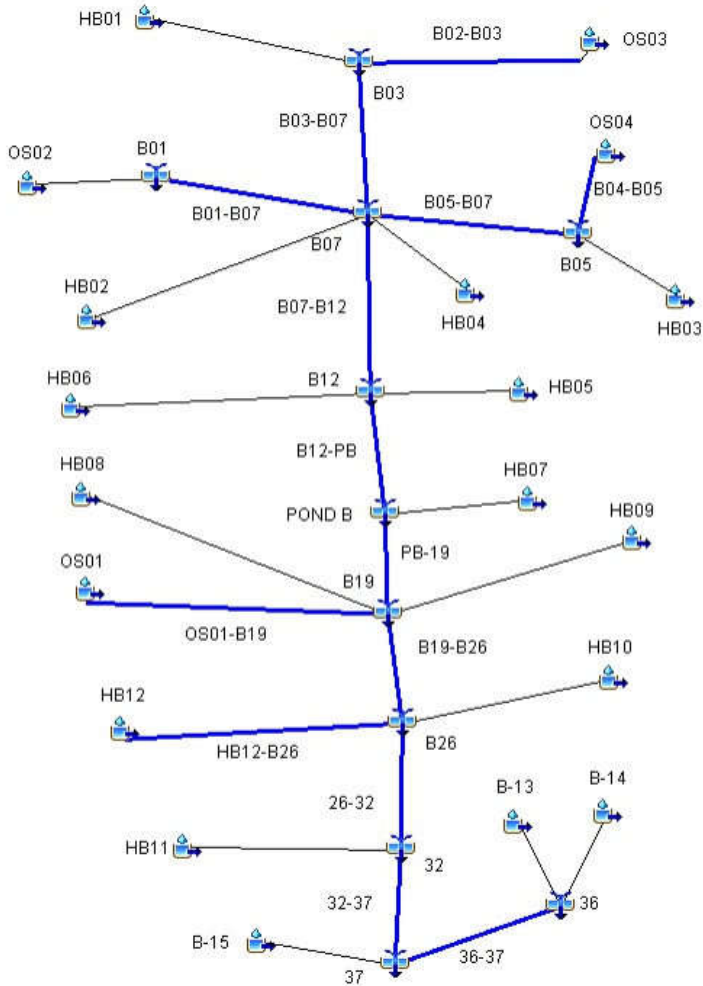 HB01
B02-B03
OS03
B03
B03-B07
OS04
B01
OS02
B04-B05
B01-B07
B05-B07
B07
B05
HB02
HB04
HB03
B07-B12
HB06
B12
HB05
B12-PB
HB08
HB07
POND B
HB09
PB-19
OS01
B19
OS01-B19
B19-B26
HB10
HB12
B26
HB12-B26
B-13
B-14
26-32
HB11
32
32-37
36
B-15
36-37
37